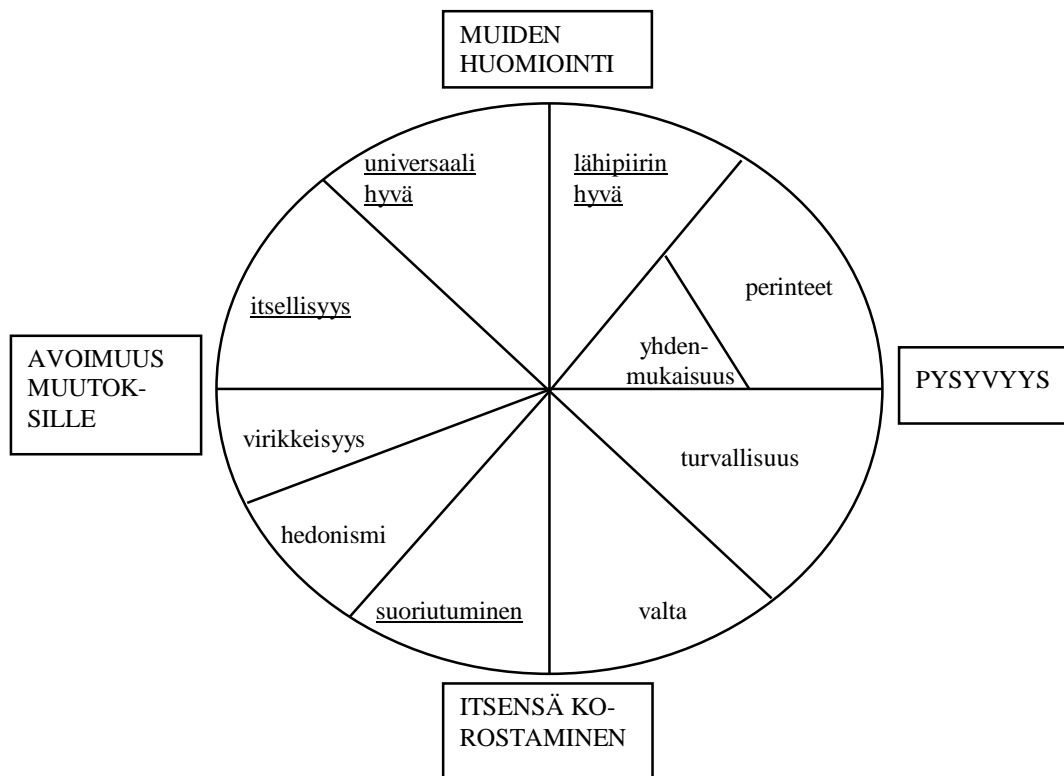 MUIDEN
HUOMIOINTI
universaali
hyvä
lähipiirin
hyvä
perinteet
itsellisyys
yhden-
mukaisuus
AVOIMUUS
MUUTOK-
SILLE
PYSYVYYS
virikkeisyys
turvallisuus
hedonismi
suoriutuminen
valta
ITSENSÄ KO-
ROSTAMINEN